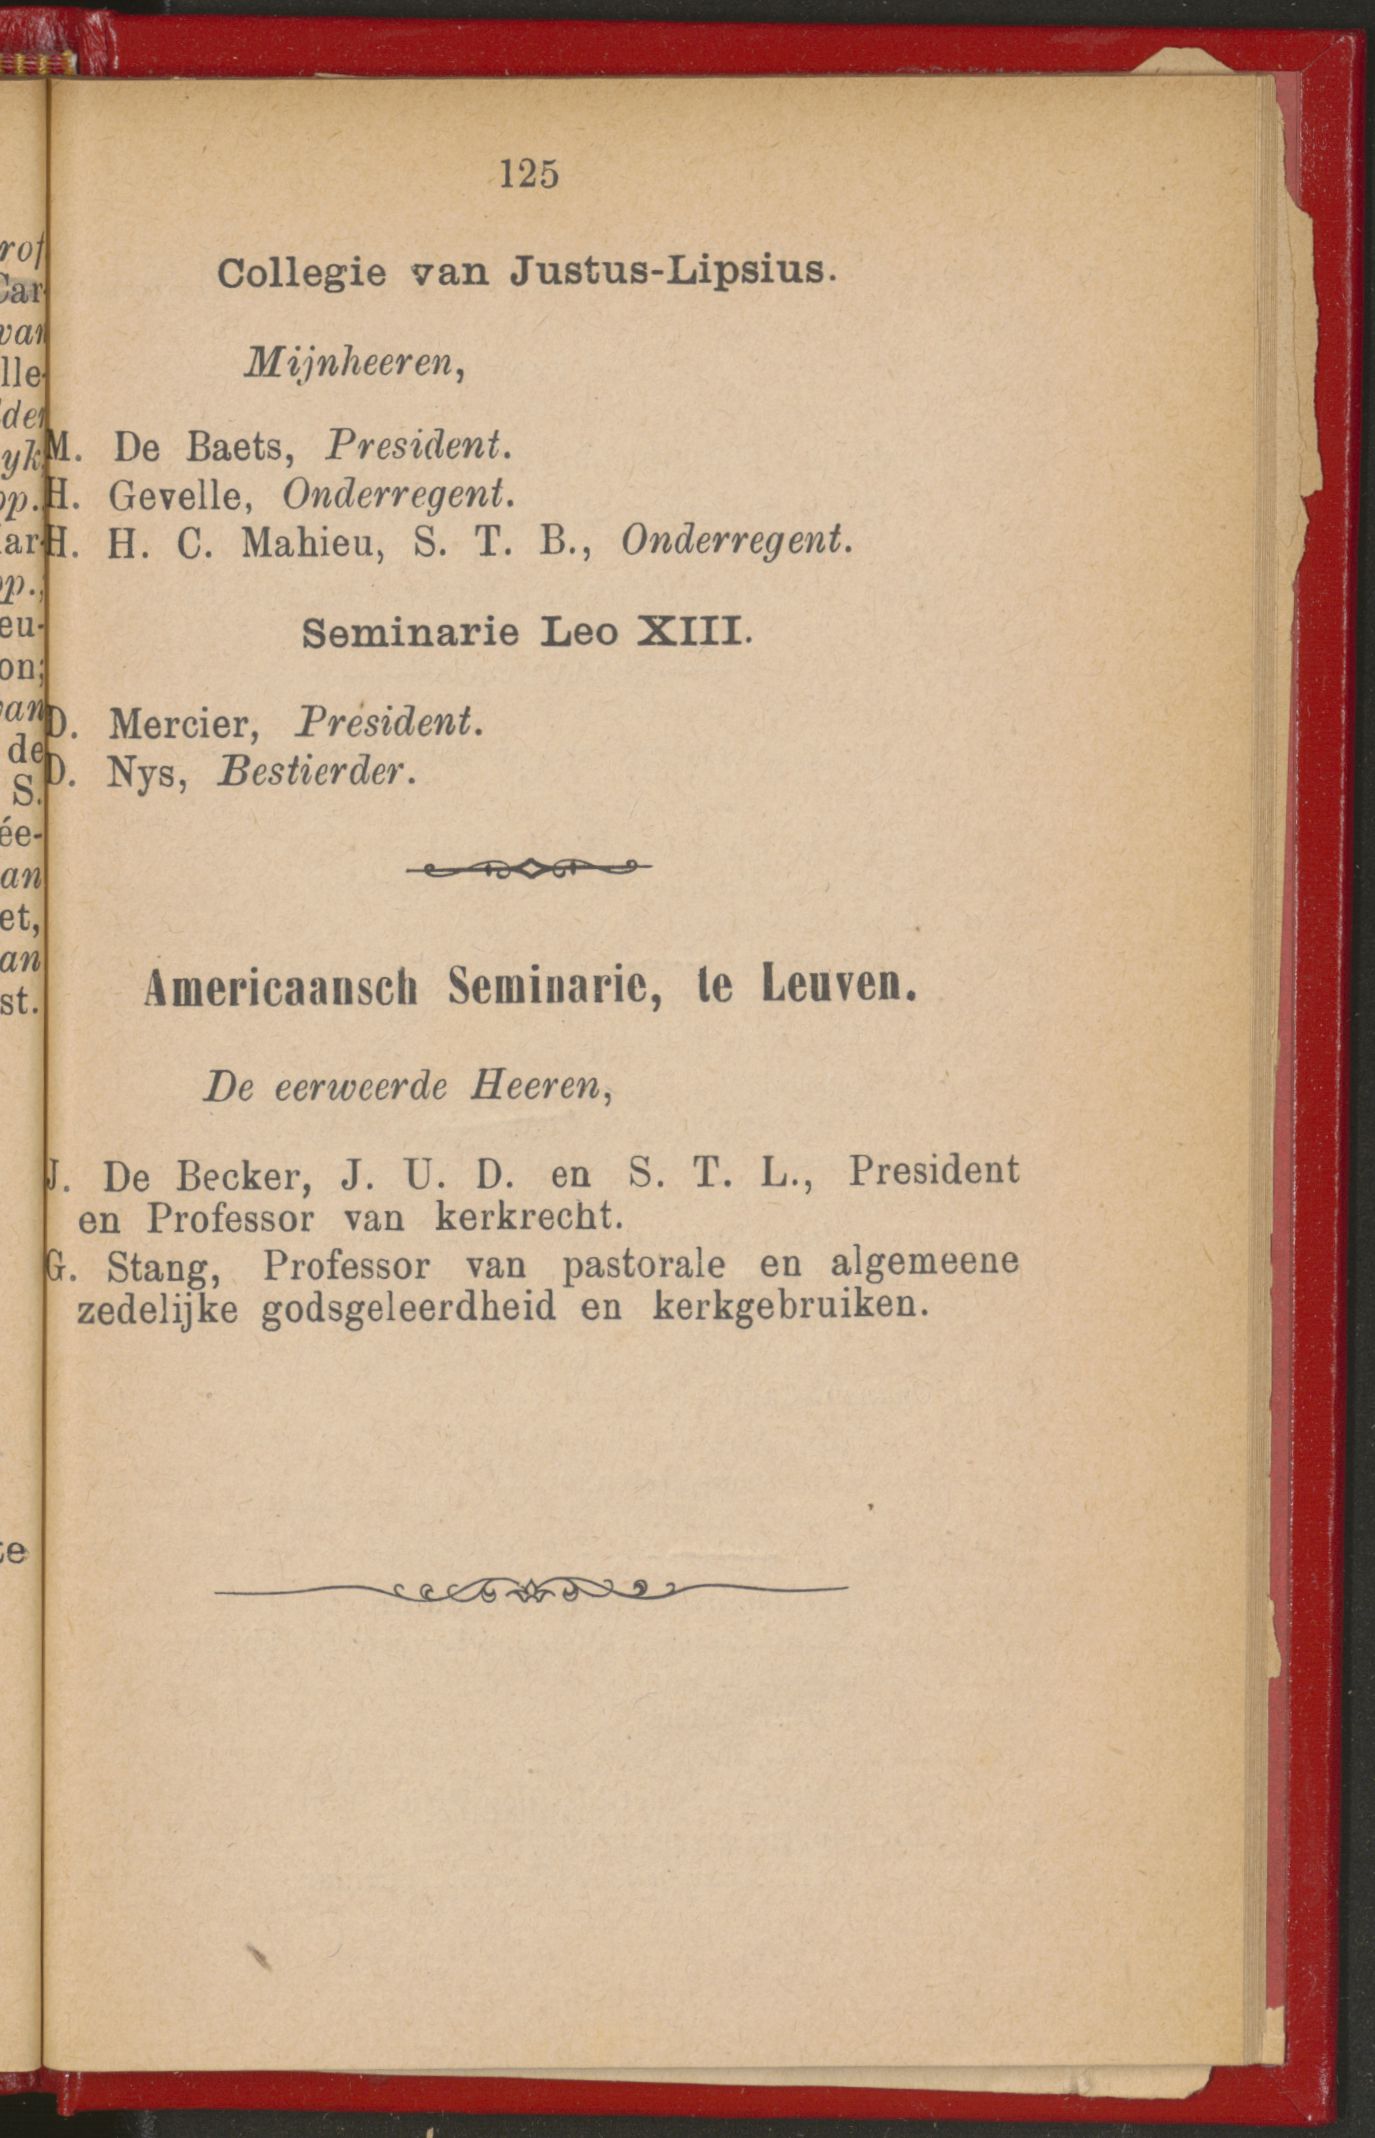 125
Collegie van Justus-Lipsius.
Mijnheeren,
M. De Baets, President.
H. Gevelle, Onderregent.
H. H. C. Mahieu, S. T. B., Onderregent.
Seminarie Leo XIII.
D. Mercier, President.
D. Nys, Bestierder.
Americaansch Seminarie, te Leuven.
De eerweerde Heeren,
J. De Becker, J. U. D. en S. T. L., President
en Professor van kerkrecht.
G. Stang, Professor van pastorale en algemeene
zedelijke godsgeleerdheid en kerkgebruiken.